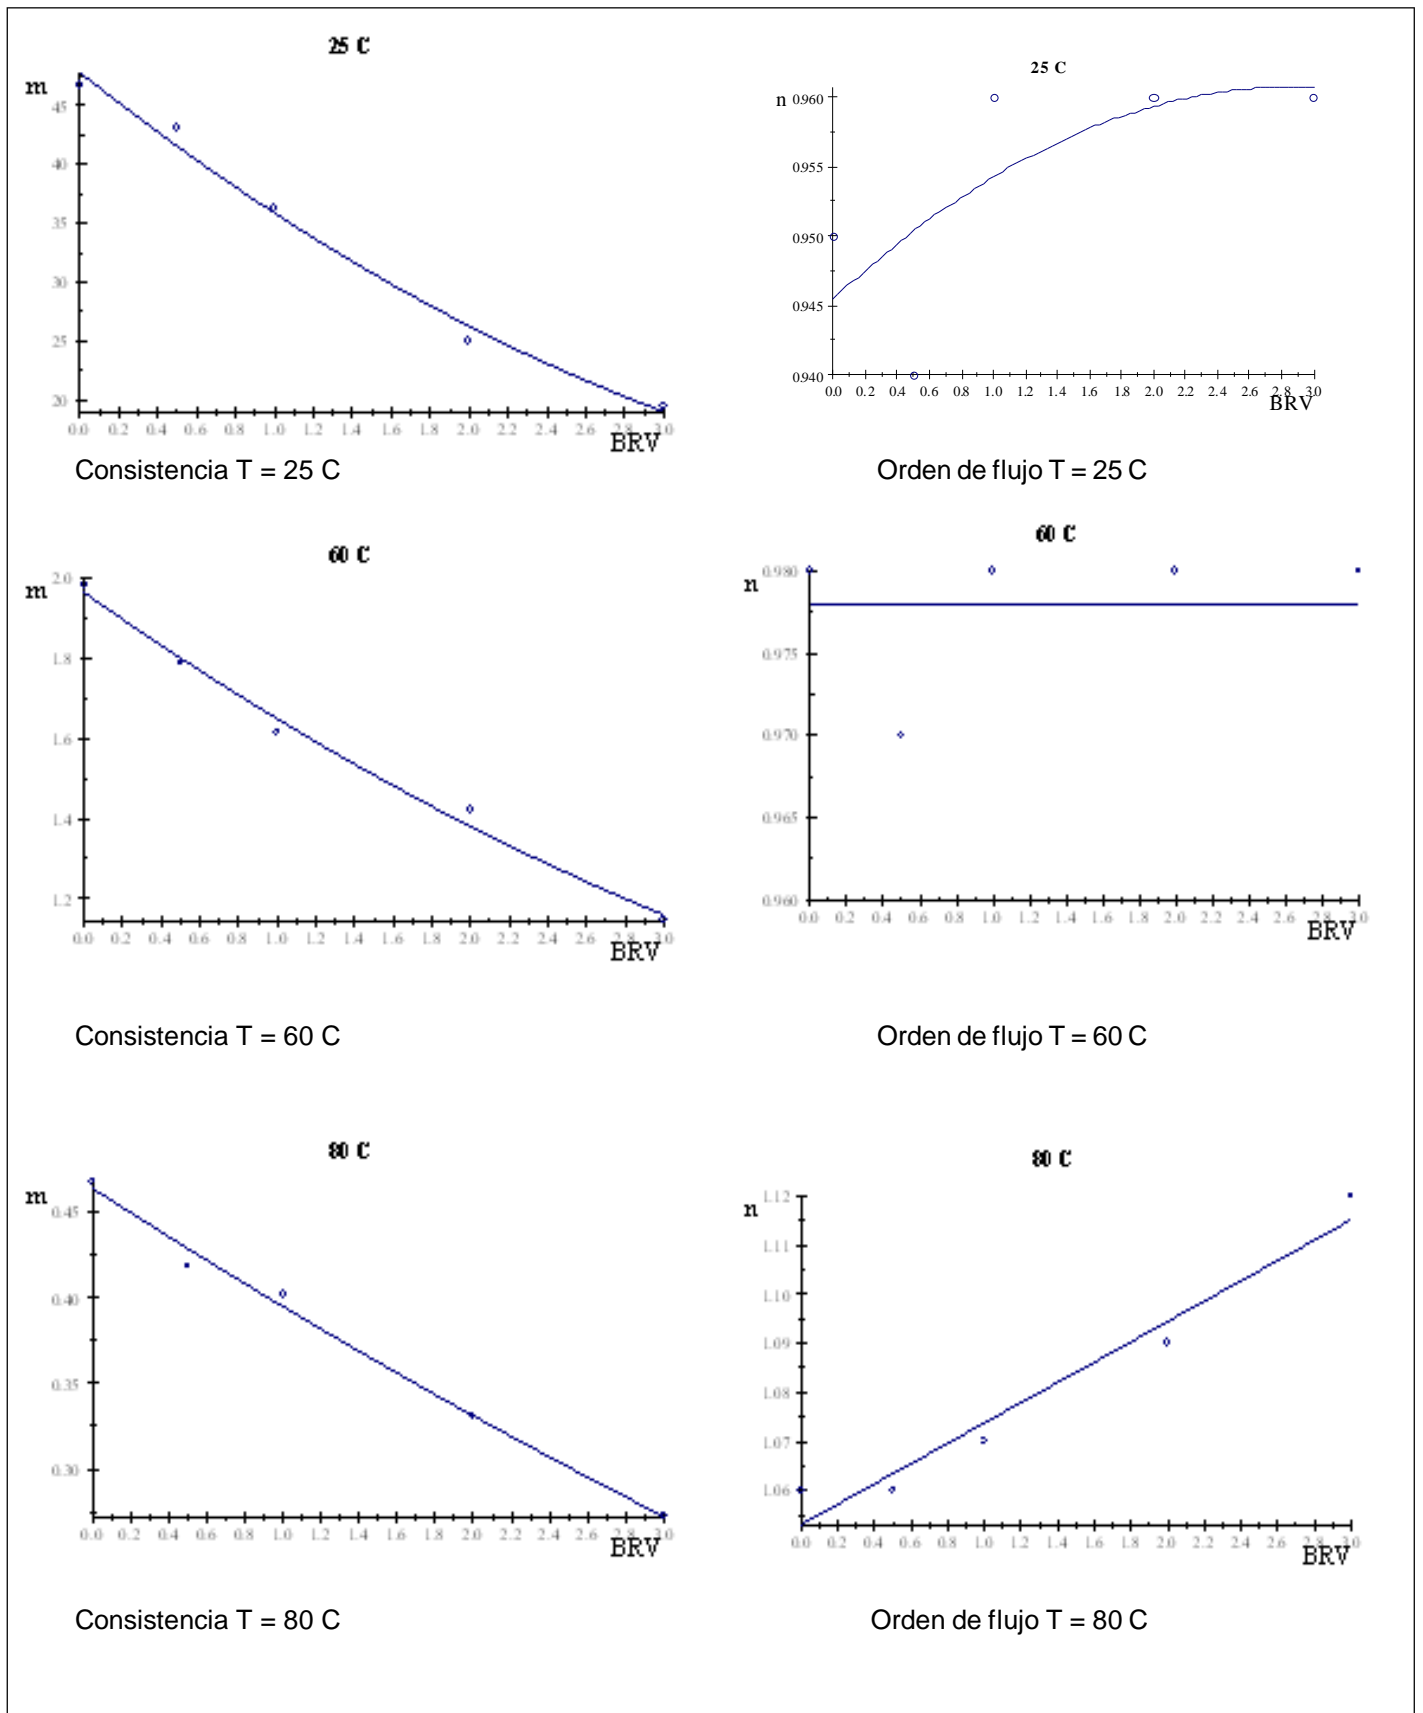 25 C
m
45
40
35
30
25
20
0.0 0.2 0.4 0.6 0.8 1.0 1.2 1.4 1.6 1.8 2.0 2.2 2.4 2.6 2.8 3.0
BRV
Consistencia T = 25 C
25 C
n
0.960
0.955
0.950
0.945
0.940
0.0 0.2 0.4 0.6 0.8 1.0 1.2 1.4 1.6 1.8 2.0 2.2 2.4 2.6 2.8 3.0
BRV
Orden de flujo T = 25 C
60 C
m
2.0
1.8
1.6
1.4
1.2
0.0 0.2 0.4 0.6 0.8 1.0 1.2 1.4 1.6 1.8 2.0 2.2 2.4 2.6 2.8 3.0
BRV
Consistencia T = 60 C
60 C
n
0.980
0.975
0.970
0.965
0.960
0.0 0.2 0.4 0.6 0.8 1.0 1.2 1.4 1.6 1.8 2.0 2.2 2.4 2.6 2.8 3.0
BRV
Orden de flujo T = 60 C
80 C
m
0.45
0.40
0.35
0.30
0.0 0.2 0.4 0.6 0.8 1.0 1.2 1.4 1.6 1.8 2.0 2.2 2.4 2.6 2.8 3.0
BRV
Consistencia T = 80 C
80 C
n
1.12
1.11
1.10
1.09
1.08
1.07
1.06
0.0 0.2 0.4 0.6 0.8 1.0 1.2 1.4 1.6 1.8 2.0 2.2 2.4 2.6 2.8 3.0
BRV
Orden de flujo T = 80 C